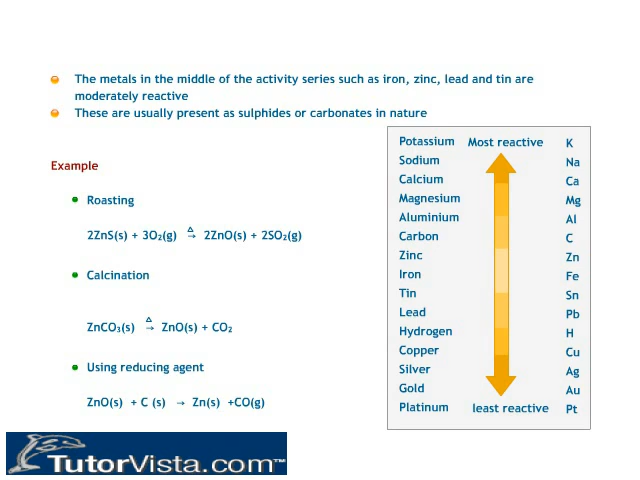 The metals in the middle of the activity series such as iron, zinc, lead and tin are
moderately reactive
These are usually present as sulphides or carbonates in nature
Example
Roasting
2ZnS(s) + 3O₂(g) △→ 2ZnO(s) + 2SO₂(g)
Calcination
ZnCO₃(s) △→ ZnO(s) + CO₂
Using reducing agent
ZnO(s) + C (s) → Zn(s) +CO(g)
Potassium Most reactive K
Sodium Na
Calcium Ca
Magnesium Mg
Aluminium Al
Carbon C
Zinc Zn
Iron Fe
Tin Sn
Lead Pb
Hydrogen H
Copper Cu
Silver Ag
Gold Au
Platinum least reactive Pt
TutorVista.com™